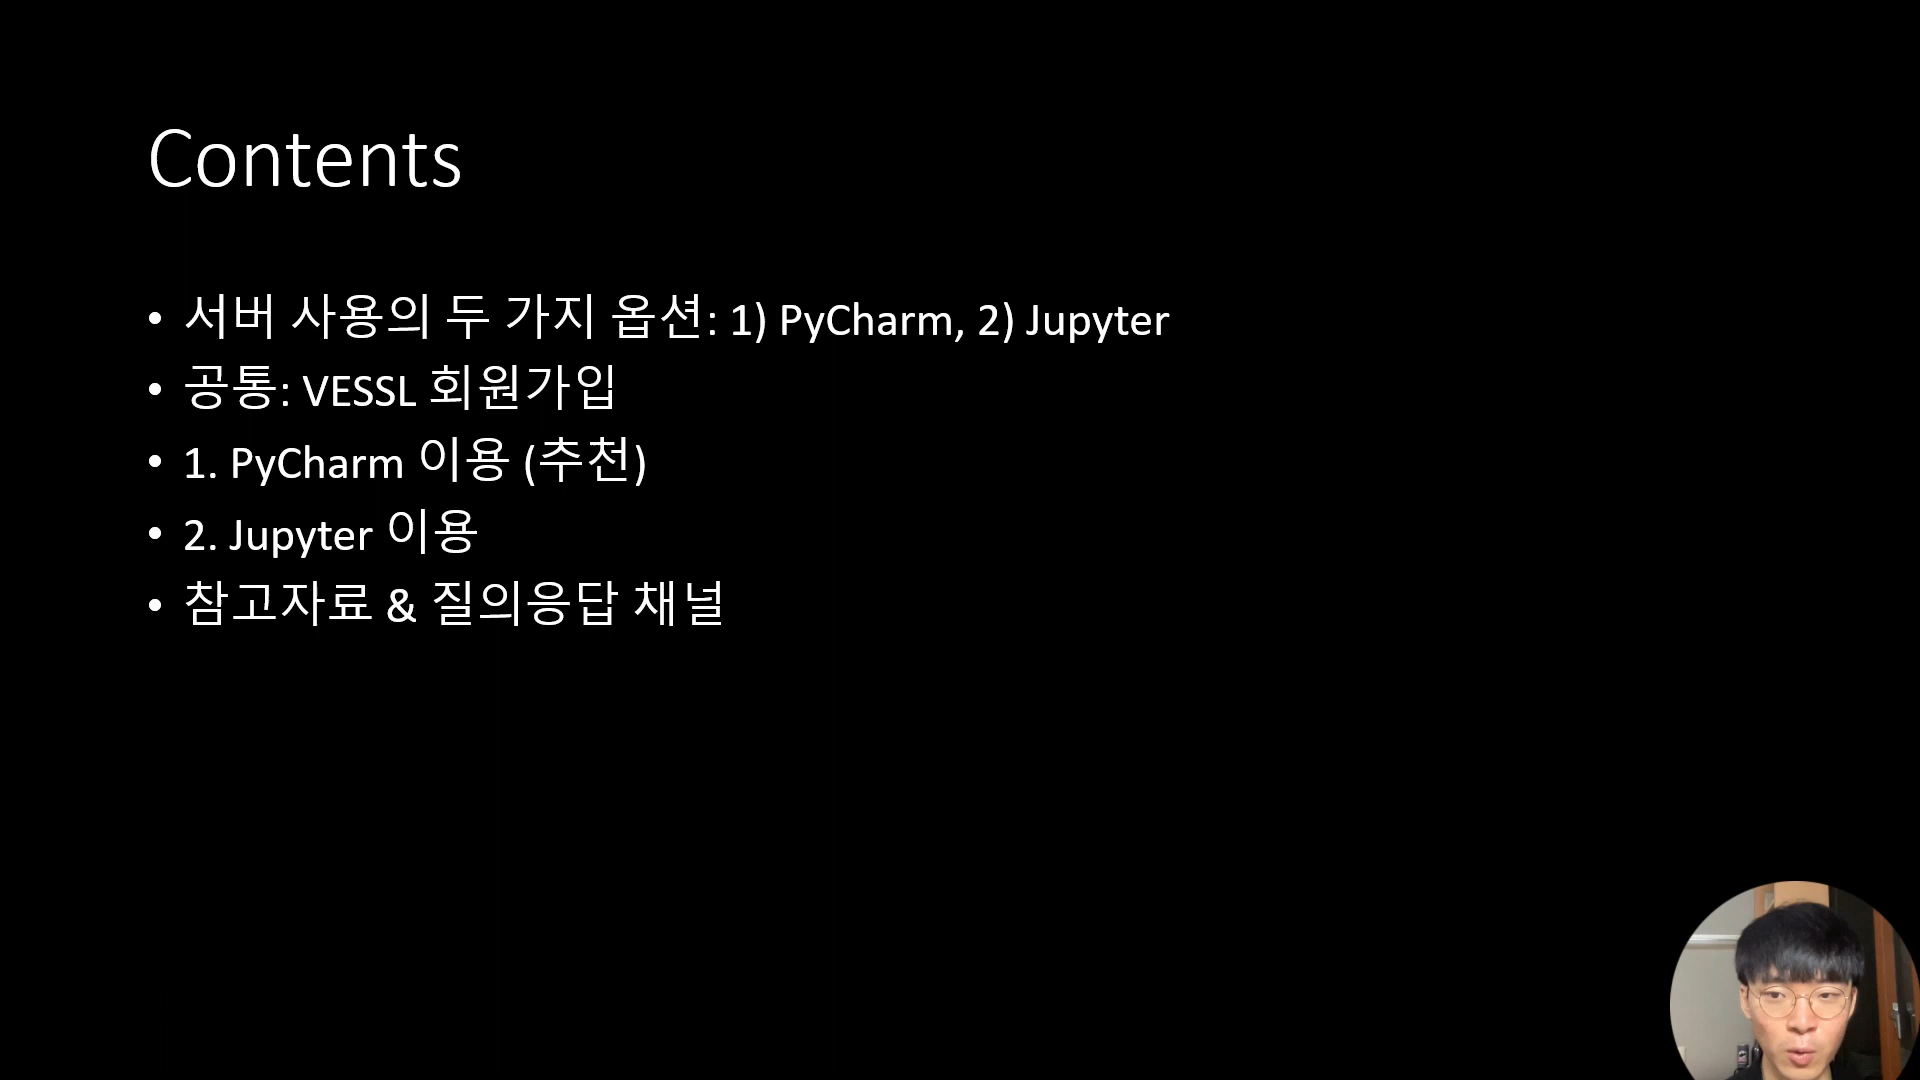 Contents
• 서버 사용의 두 가지 옵션: 1) PyCharm, 2) Jupyter
• 공통: VESSL 회원가입
• 1. PyCharm 이용 (추천)
• 2. Jupyter 이용
• 참고자료 & 질의응답 채널